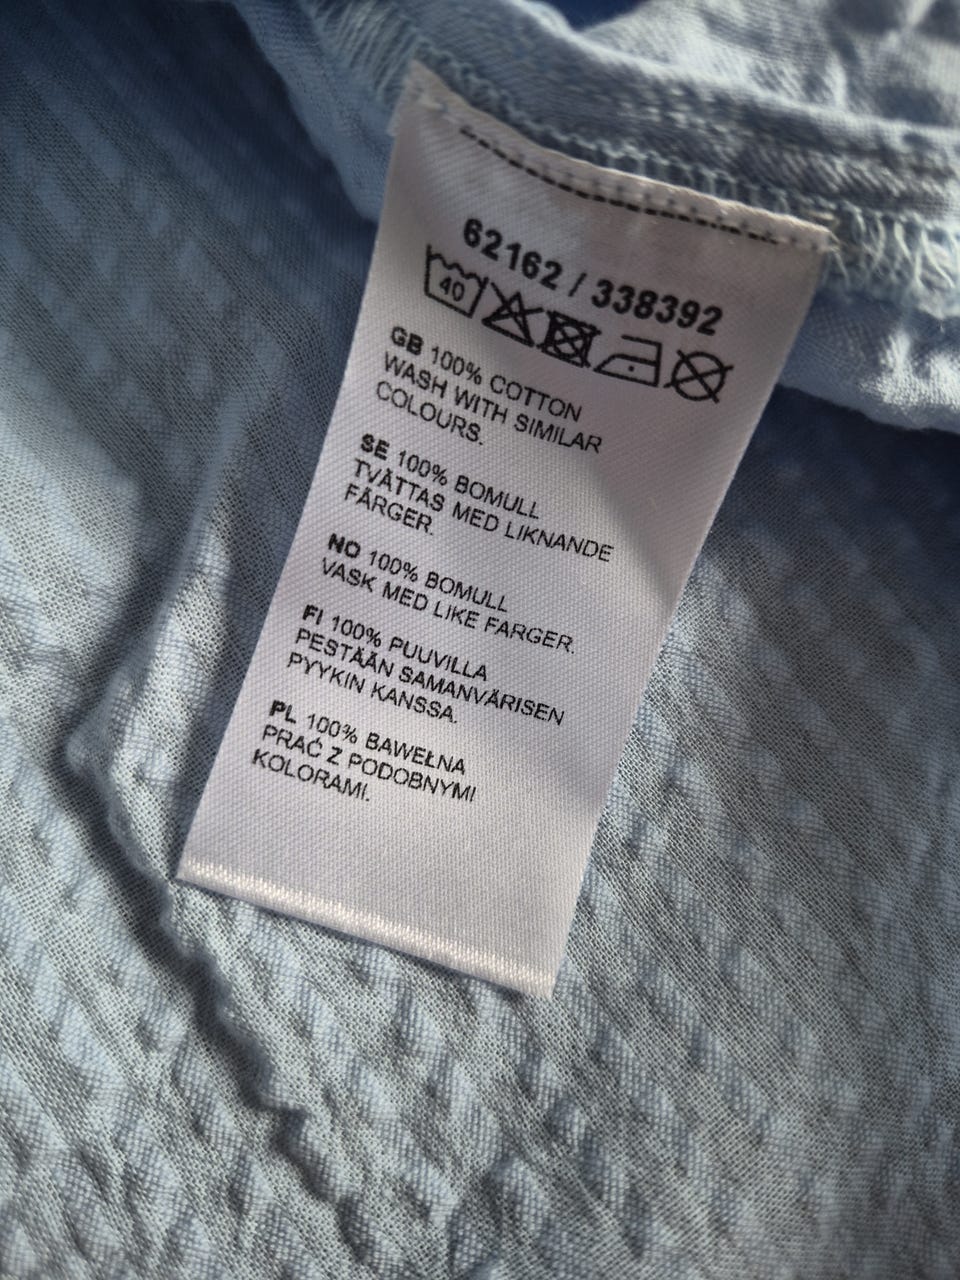 62162 / 338392
40
GB 100% COTTON
WASH WITH SIMILAR
COLOURS.
SE 100% BOMULL
TVÄTTAS MED LIKNANDE
FÄRGER.
NO 100% BOMULL
VASK MED LIKE FARGER.
FI 100% PUUVILLA
PESTÄÄN SAMANVÄRISEN
PYYKIN KANSSA.
PL 100% BAWEŁNA
PRAĆ Z PODOBNYMI
KOLORAMI.